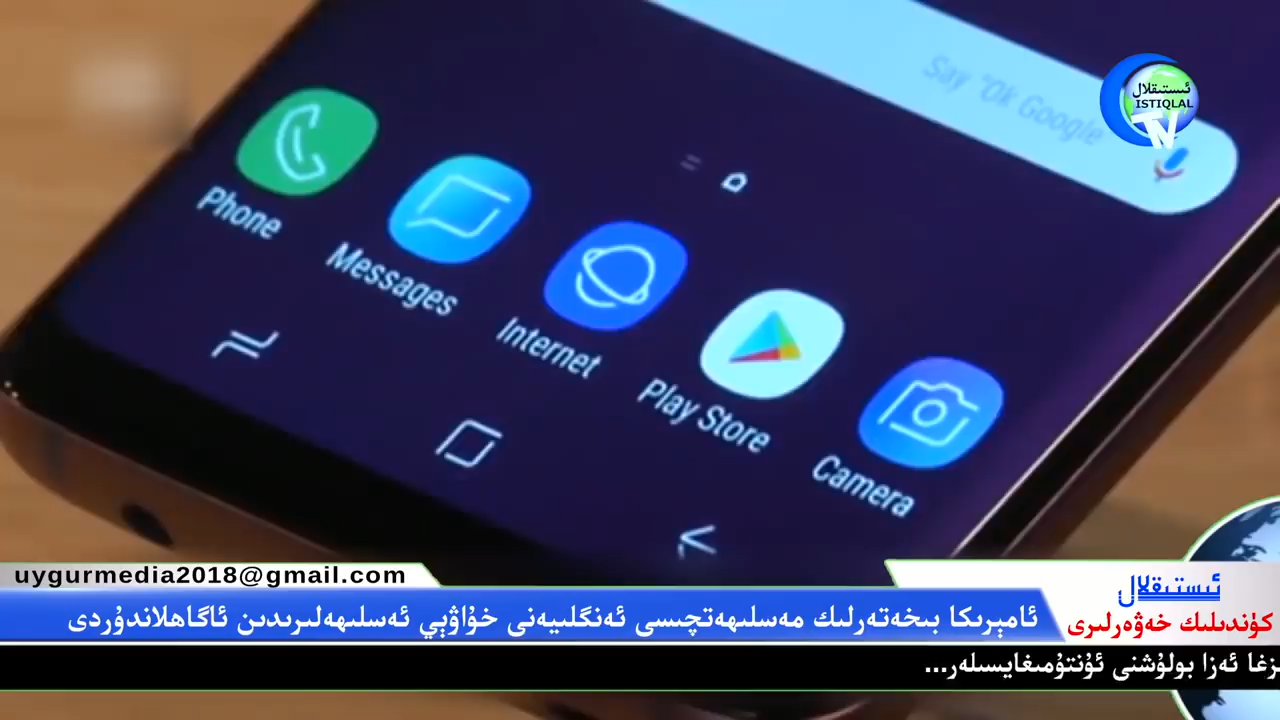 Say "Ok Google
ئىستىقلال
ISTIQLAL
TV
Phone
Messages
Internet
Play Store
Camera
uygurmedia2018@gmail.com
ئىستىقلال
كۈندىلىك خەۋەرلىرى
ئامېرىكا بىخەتەرلىك مەسلىھەتچىسى ئەنگلىيەنى خۇاۋېي ئەسلىھەلىرىدىن ئاگاھلاندۇردى
ئەزا بولۇشنى ئۇنتۇمىغايسىلەر...